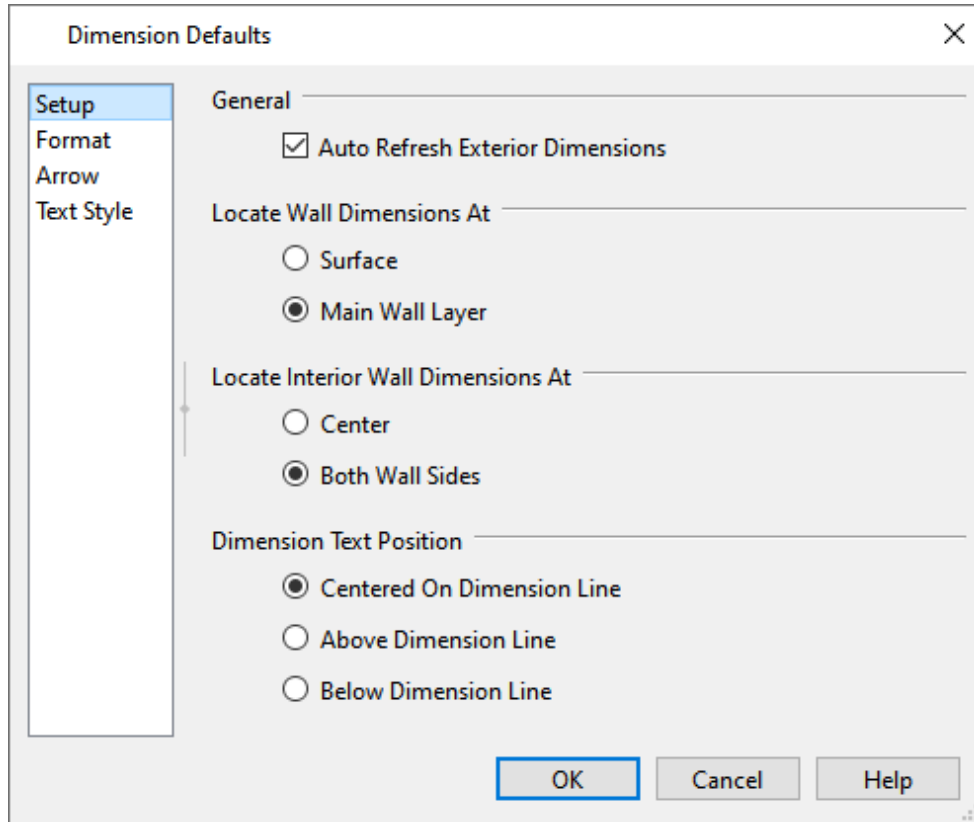 Dimension Defaults
Setup
Format
Arrow
Text Style
General
Auto Refresh Exterior Dimensions
Locate Wall Dimensions At
Surface
Main Wall Layer
Locate Interior Wall Dimensions At
Center
Both Wall Sides
Dimension Text Position
Centered On Dimension Line
Above Dimension Line
Below Dimension Line
OK Cancel Help